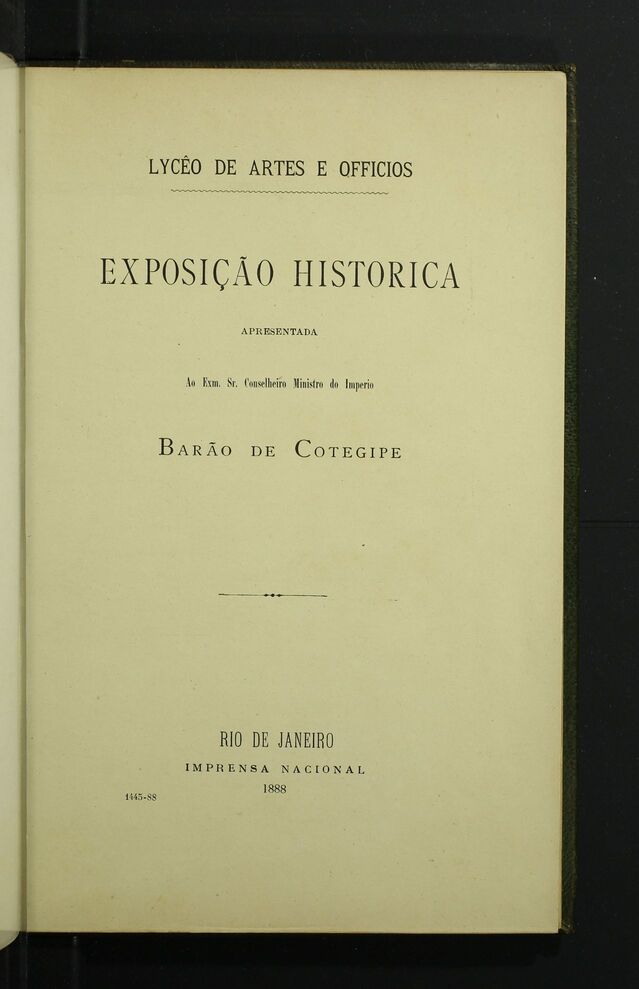 LYCÊO DE ARTES E OFFICIOS
EXPOSIÇÃO HISTORICA
APRESENTADA
Ao Exm. Sr. Conselheiro Ministro do Imperio
BARÃO DE COTEGIPE
RIO DE JANEIRO
IMPRENSA NACIONAL
1888
1445-88